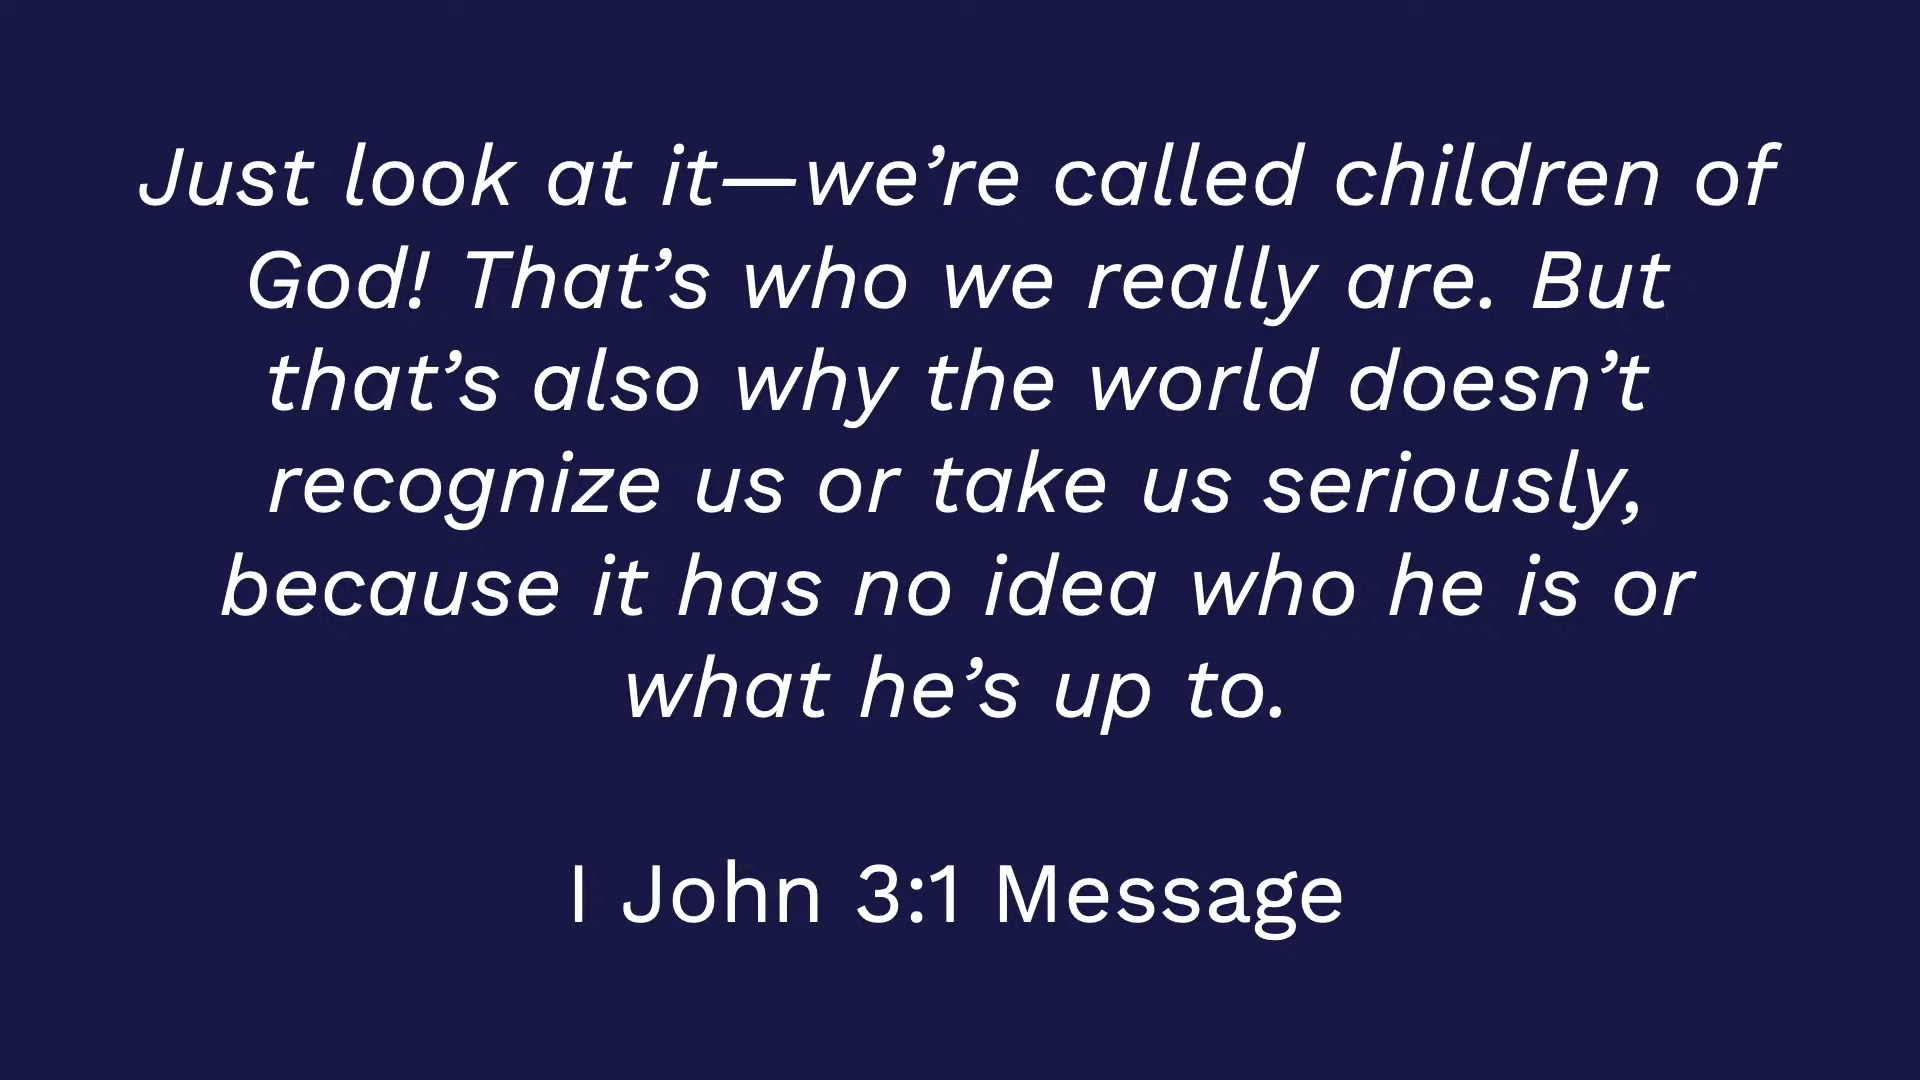 Just look at it—we’re called children of
God! That’s who we really are. But
that’s also why the world doesn’t
recognize us or take us seriously,
because it has no idea who he is or
what he’s up to.
I John 3:1 Message